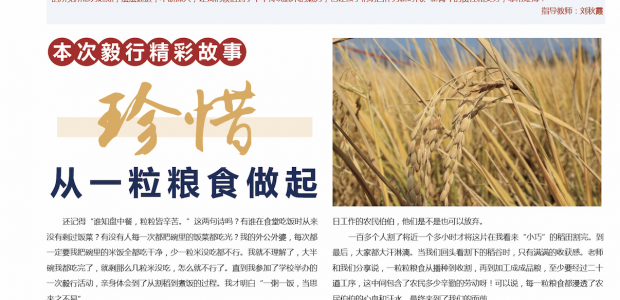 指导教师：刘秋霞
本次毅行精彩故事
珍惜
从一粒粮食做起
还记得“谁知盘中餐，粒粒皆辛苦。”这两句诗吗？有谁在食堂吃饭时从来
没有剩过饭菜？有没有人每一次都把碗里的饭菜都吃光？我的外公外婆，每次都
一定要我把碗里的米饭全都吃干净，少一粒米没吃都不行。我就不理解了，大半
碗我都吃完了，就剩那么几粒米没吃，怎么就不行了。直到我参加了学校举办的
一次毅行活动，亲身体会到了从割稻到煮饭的过程。我才明白“一粥一饭，当思
来之不易”
日工作的农民伯伯，他们是不是也可以放弃。
一百多个人割了将近一个多小时才将这片在我看来“小巧”的稻田割完。到
最后，大家都大汗淋漓。当我们回头看割下的稻谷时，只有满满的收获感。老师
和我们分享说，一粒粒粮食从播种到收割，再到加工成成品粮，至少要经过二十
道工序，这中间包含了农民多少辛勤的劳动呀！可以说，每一粒粮食都浸透了农
民伯伯的心血和汗水，最终来到了我们的面前